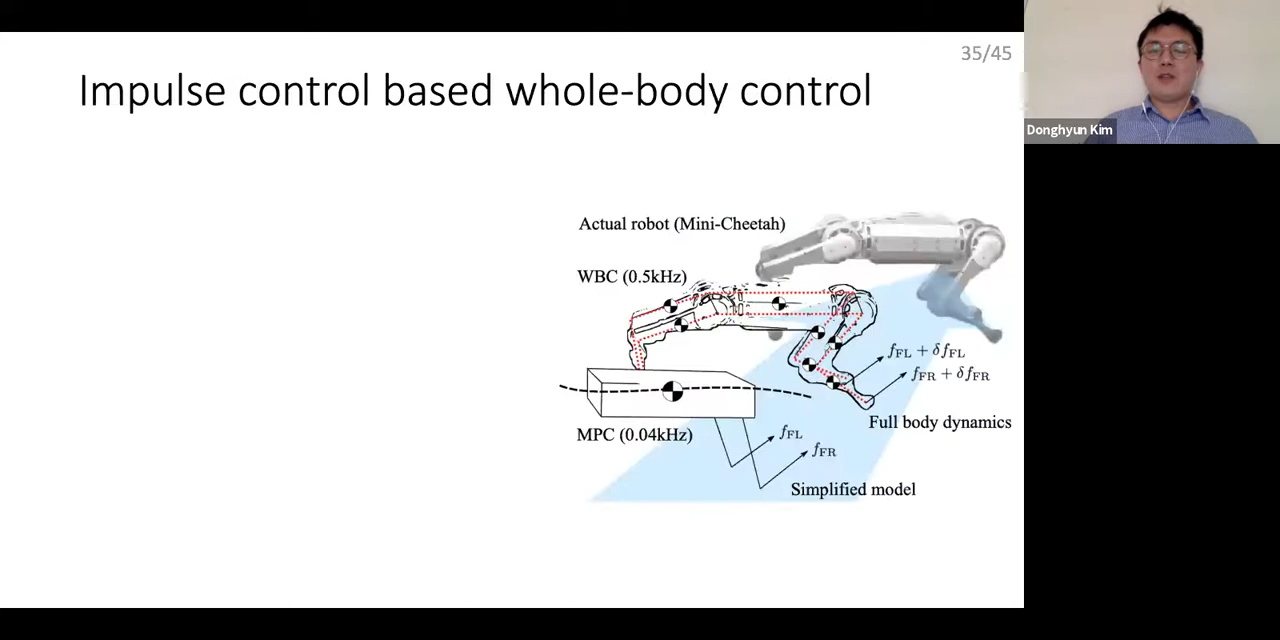 35/45
Impulse control based whole-body control
Donghyun Kim
Actual robot (Mini-Cheetah)
WBC (0.5kHz)
f_FL + δf_FL
f_FR + δf_FR
Full body dynamics
MPC (0.04kHz)
f_FL
f_FR
Simplified model